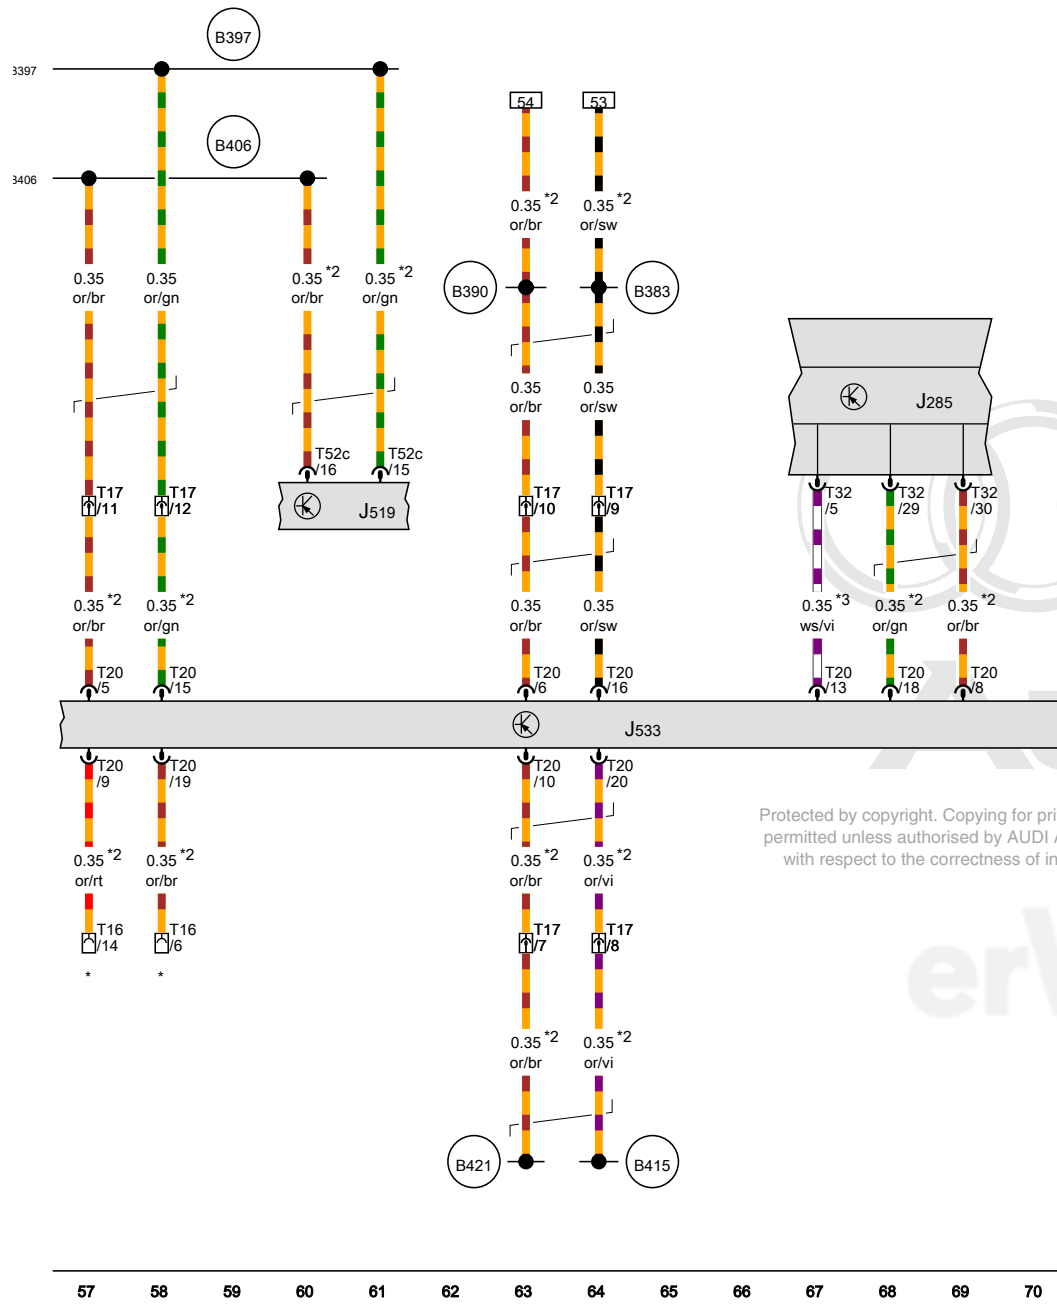 B397
B397
B406
B406
54 53
0.35 *2 0.35 *2
or/br or/sw
0.35 0.35 0.35 *2 0.35 *2
or/br or/gn or/br or/gn
B390 B383
0.35 0.35
or/br or/sw
J285
T52c T52c
/16 /15
T17 T17 T17 T17 T32 T32 T32
/11 /12 /10 /9 /5 /29 /30
J519
0.35 *2 0.35 *2 0.35 0.35 0.35 *3 0.35 *2 0.35 *2
or/br or/gn or/br or/sw ws/vi or/gn or/br
T20 T20 T20 T20 T20 T20 T20
/5 /15 /6 /16 /13 /18 /8
J533
T20 T20 T20 T20
/9 /19 /10 /20
Protected by copyright. Copying for pri
permitted unless authorised by AUDI A
with respect to the correctness of in
0.35 *2 0.35 *2 0.35 *2 0.35 *2
or/rt or/br or/br or/vi
T16 T16 T17 T17
/14 /6 /7 /8
* *
erW
0.35 *2 0.35 *2
or/br or/vi
B421 B415
57 58 59 60 61 62 63 64 65 66 67 68 69 70